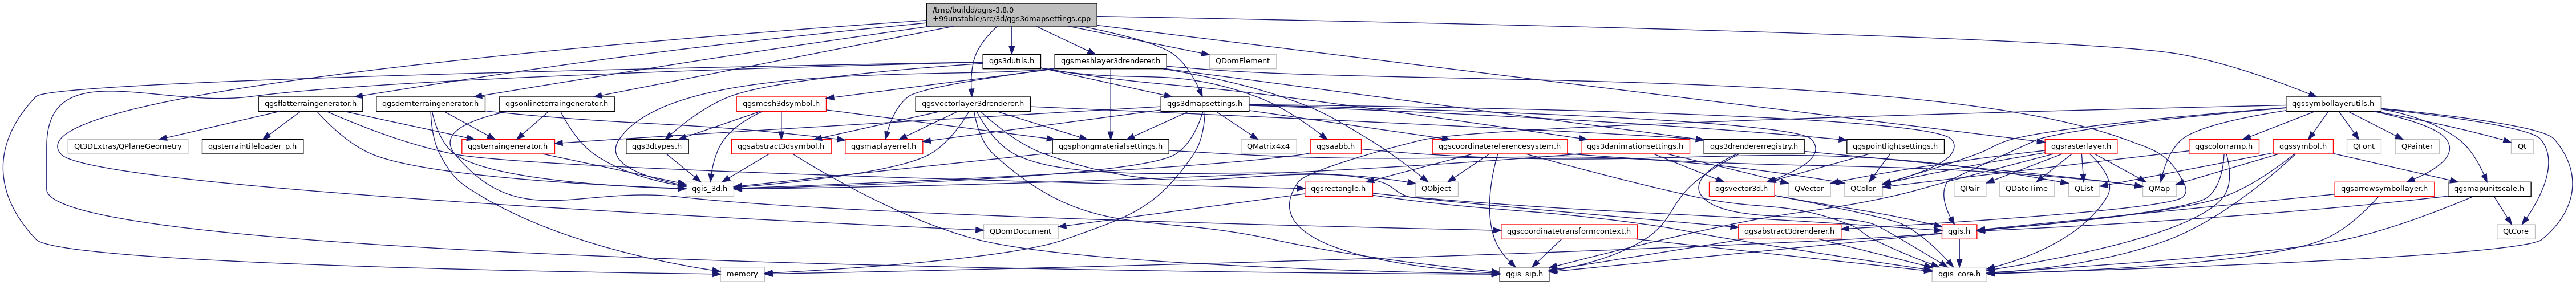 /tmp/buildd/qgis-3.8.0
+99unstable/src/3d/qgs3dmapsettings.cpp
qgs3dutils.h
qgsmeshlayer3drenderer.h
QDomElement
qgsflatterraingenerator.h
qgsdemterraingenerator.h
qgsonlineterraingenerator.h
qgsmesh3dsymbol.h
qgsvectorlayer3drenderer.h
qgs3dmapsettings.h
qgssymbollayerutils.h
Qt3DExtras/QPlaneGeometry
qgsterraintileloader_p.h
qgsterraingenerator.h
qgs3dtypes.h
qgsabstract3dsymbol.h
qgsmaplayerref.h
qgsphongmaterialsettings.h
QMatrix4x4
qgsaabb.h
qgscoordinatereferencesystem.h
qgs3danimationsettings.h
qgs3drendererregistry.h
qgspointlightsettings.h
qgsrasterlayer.h
qgscolorramp.h
qgssymbol.h
QFont
QPainter
Qt
qgis_3d.h
qgsrectangle.h
QObject
qgsvector3d.h
QVector
QColor
QPair
QDateTime
QList
QMap
qgsarrowsymbollayer.h
qgsmapunitscale.h
QDomDocument
qgscoordinatetransformcontext.h
qgsabstract3drenderer.h
qgis.h
QtCore
memory
qgis_sip.h
qgis_core.h